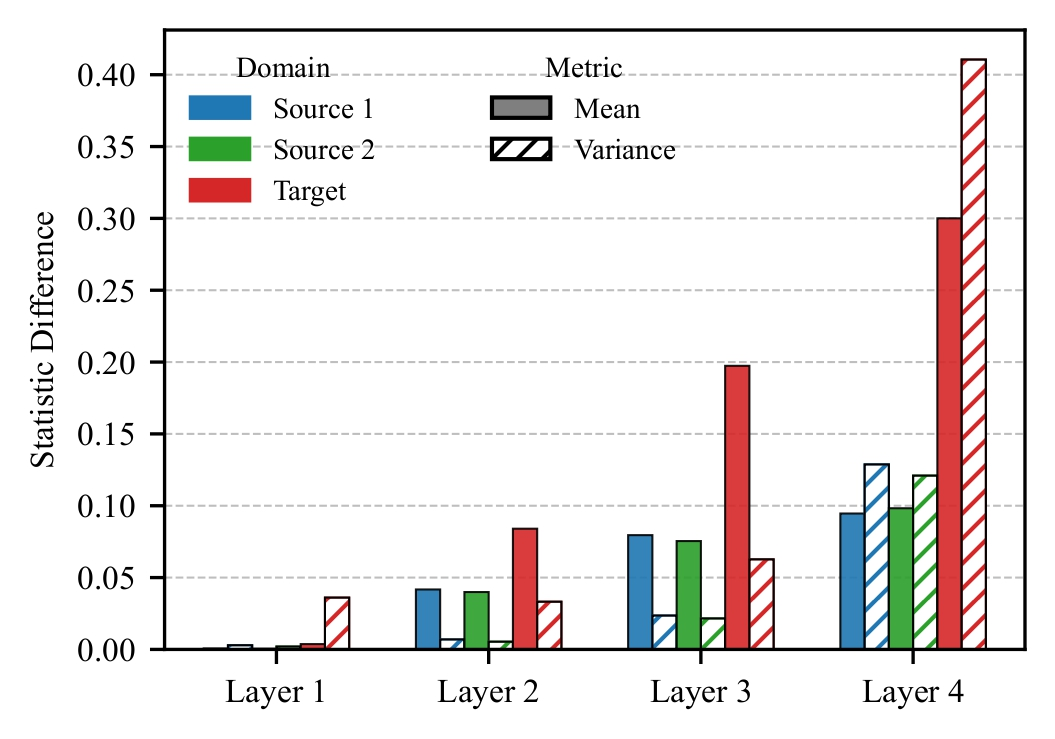 Domain
Source 1
Source 2
Target
Metric
Mean
Variance
Statistic Difference
0.40
0.35
0.30
0.25
0.20
0.15
0.10
0.05
0.00
Layer 1
Layer 2
Layer 3
Layer 4